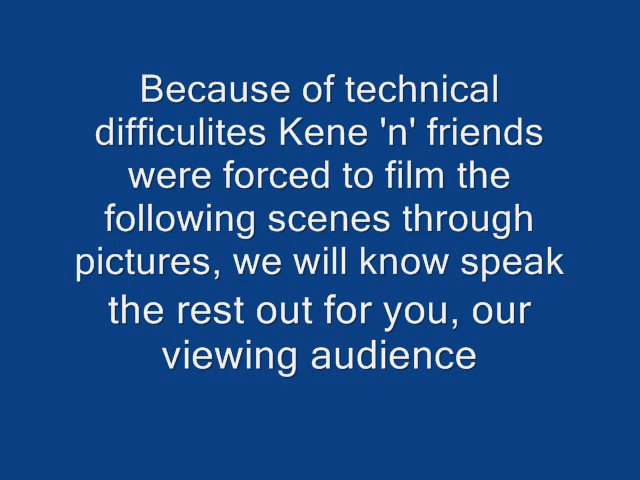 Because of technical
difficulites Kene 'n' friends
were forced to film the
following scenes through
pictures, we will know speak
the rest out for you, our
viewing audience